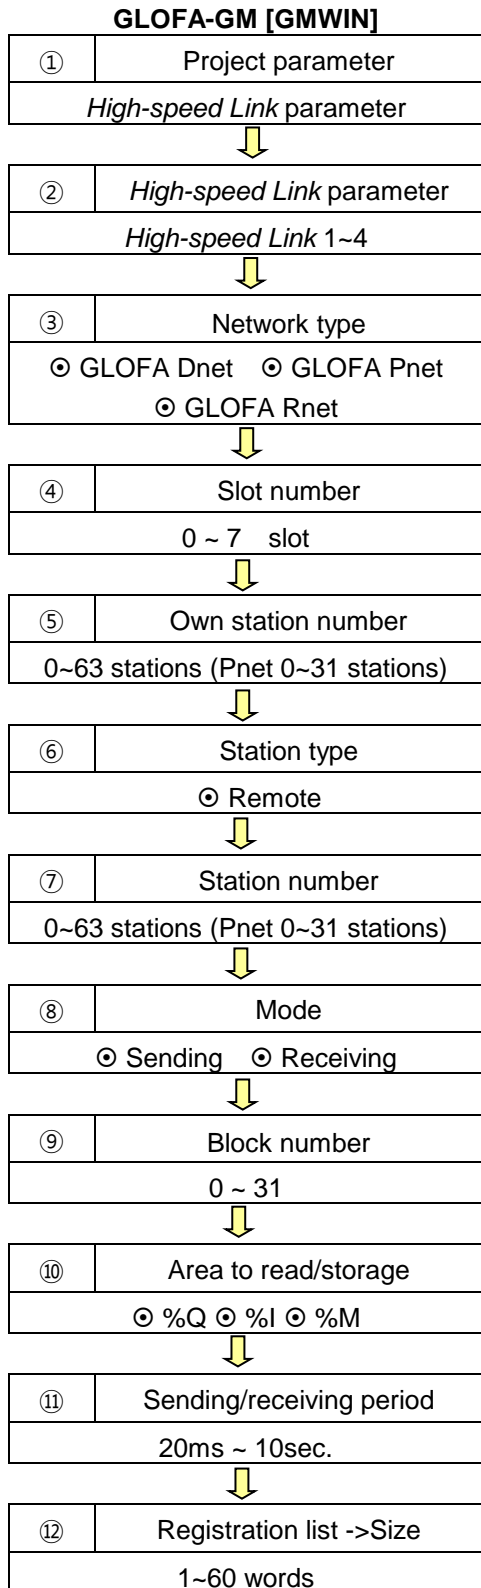 GLOFA-GM [GMWIN]
① Project parameter
High-speed Link parameter
② High-speed Link parameter
High-speed Link 1~4
③ Network type
⊙ GLOFA Dnet ⊙ GLOFA Pnet
⊙ GLOFA Rnet
④ Slot number
0 ~ 7 slot
⑤ Own station number
0~63 stations (Pnet 0~31 stations)
⑥ Station type
⊙ Remote
⑦ Station number
0~63 stations (Pnet 0~31 stations)
⑧ Mode
⊙ Sending ⊙ Receiving
⑨ Block number
0 ~ 31
⑩ Area to read/storage
⊙ %Q ⊙ %I ⊙ %M
⑪ Sending/receiving period
20ms ~ 10sec.
⑫ Registration list ->Size
1~60 words